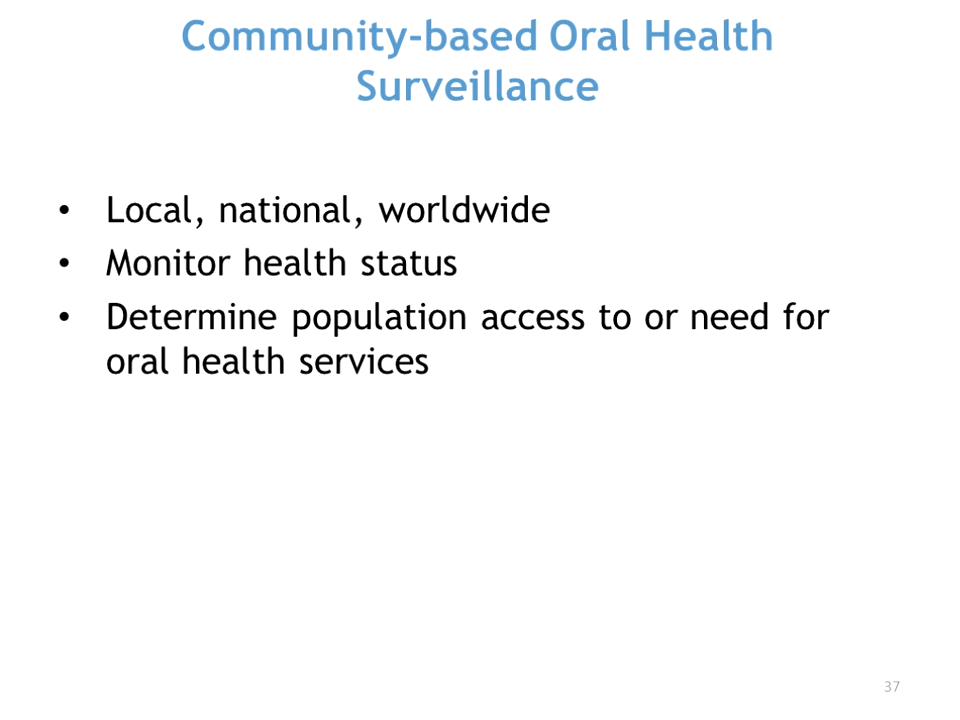 Community-based Oral Health
Surveillance
• Local, national, worldwide
• Monitor health status
• Determine population access to or need for
oral health services
37